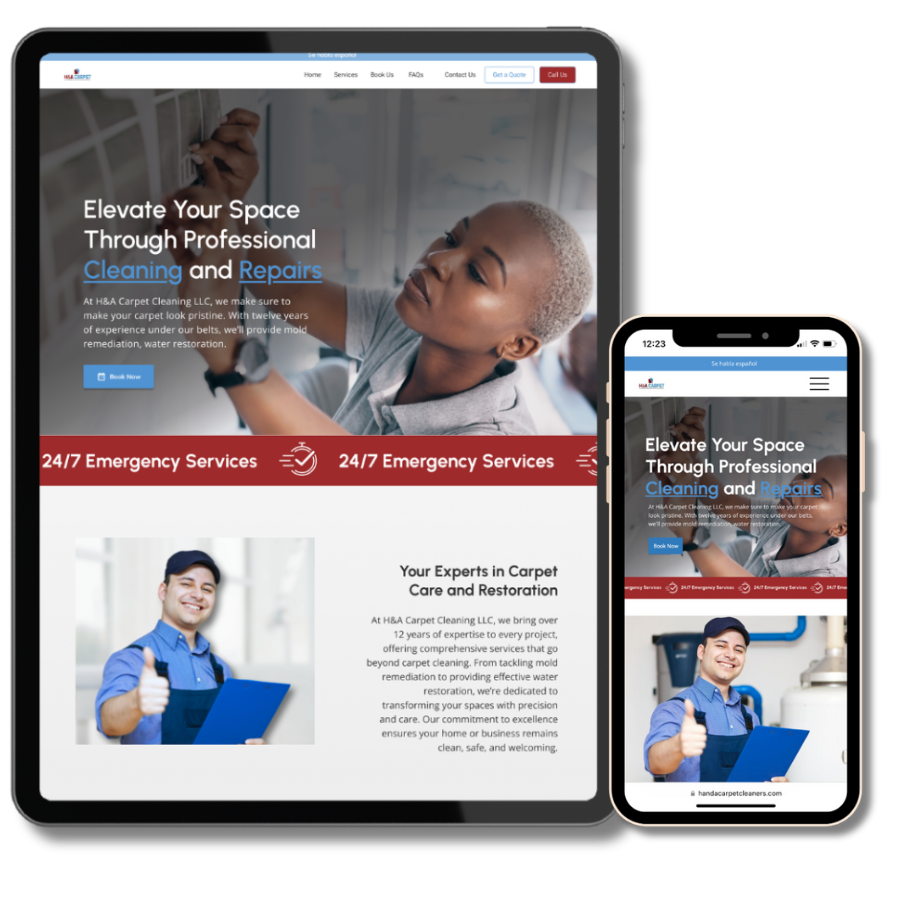 Se habla español
H&A CARPET
Home Services Book Us FAQs Contact Us Get a Quote Call Us
Elevate Your Space
Through Professional
Cleaning and Repairs
At H&A Carpet Cleaning LLC, we make sure to
make your carpet look pristine. With twelve years
of experience under our belts, we'll provide mold
remediation, water restoration.
Book Now
24/7 Emergency Services 24/7 Emergency Services
Your Experts in Carpet
Care and Restoration
At H&A Carpet Cleaning LLC, we bring over
12 years of expertise to every project,
offering comprehensive services that go
beyond carpet cleaning. From tackling mold
remediation to providing effective water
restoration, we're dedicated to
transforming your spaces with precision
and care. Our commitment to excellence
ensures your home or business remains
clean, safe, and welcoming.
12:23
Se habla español
H&A CARPET
Elevate Your Space
Through Professional
Cleaning and Repairs
At H&A Carpet Cleaning LLC, we make sure to make your carpet
look pristine. With twelve years of experience under our belts,
we'll provide mold remediation, water restoration.
Book Now
ergency Services 24/7 Emergency Services 24/7 Emergency Services 24/7 Eme
handacarpetcleaners.com